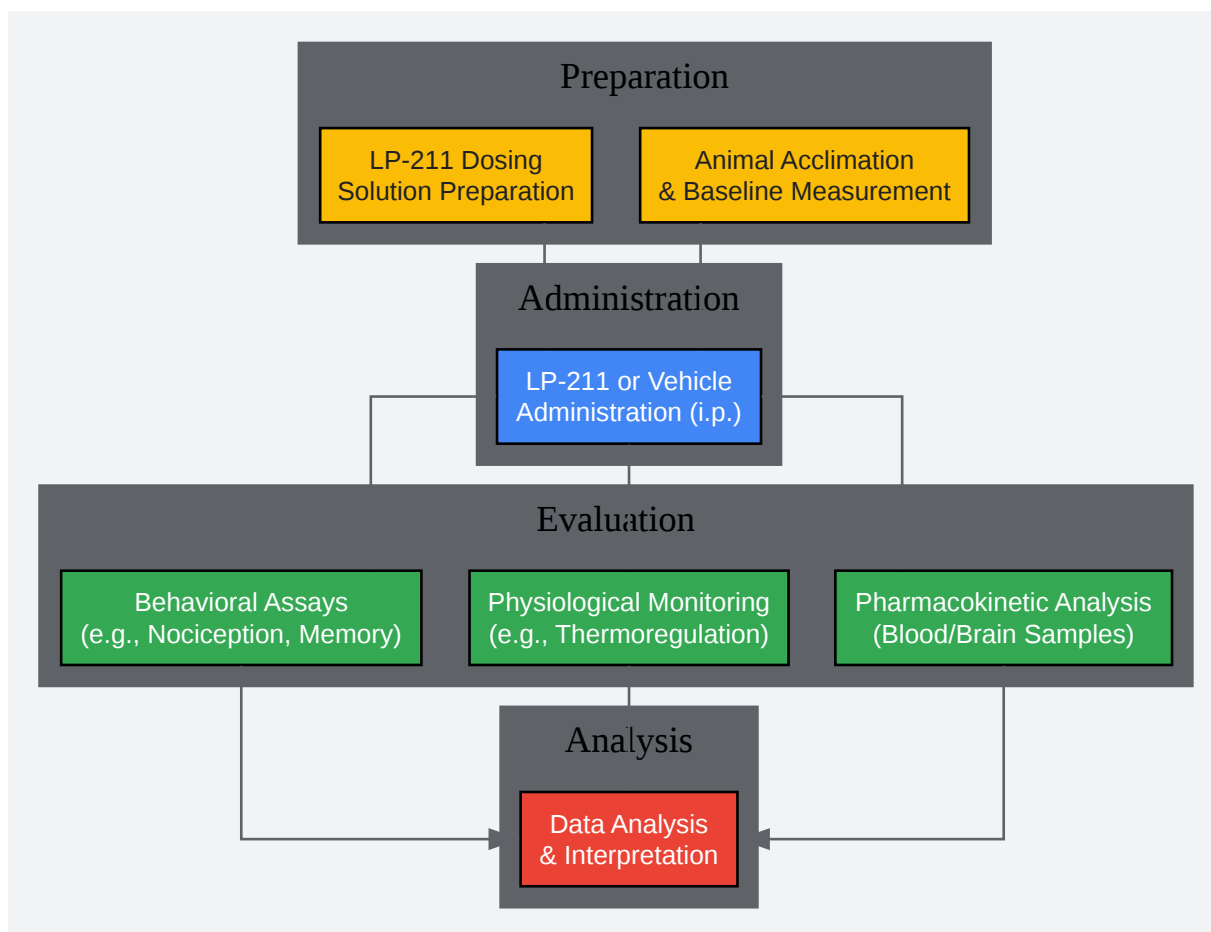 Preparation
LP-211 Dosing
Solution Preparation
Animal Acclimation
& Baseline Measurement
Administration
LP-211 or Vehicle
Administration (i.p.)
Evaluation
Behavioral Assays
(e.g., Nociception, Memory)
Physiological Monitoring
(e.g., Thermoregulation)
Pharmacokinetic Analysis
(Blood/Brain Samples)
Analysis
Data Analysis
& Interpretation